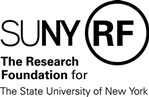 SUNY RF
The Research
Foundation for
The State University of New York